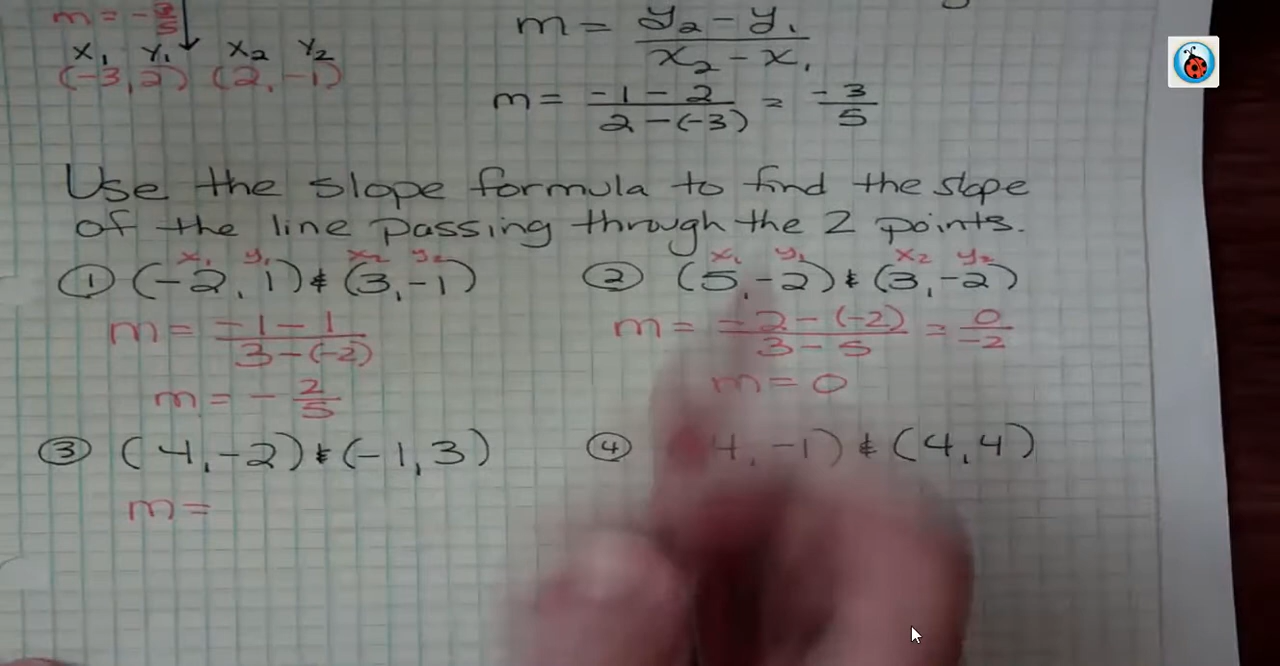 m = -3/5
x₁ y₁ x₂ y₂
(-3, 2) (2, -1)
m = y₂ - y₁ / x₂ - x₁
m = -1 - 2 / 2 - (-3) = -3 / 5
Use the slope formula to find the slope
of the line passing through the 2 points.
x₁ y₁ x₂ y₂
① (-2, 1) & (3, -1)
m = -1 - 1 / 3 - (-2)
m = - 2/5
x₁ y₁ x₂ y₂
② (5, -2) & (3, -2)
m = -2 - (-2) / 3 - 5 = 0 / -2
m = 0
③ (4, -2) & (-1, 3)
m =
④ 4, -1) & (4, 4)